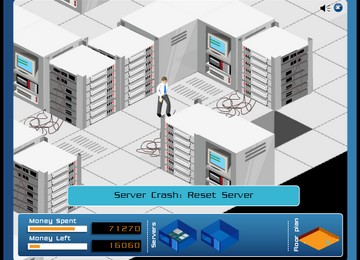 Server Crash: Reset Server
Money Spent
71270
Money Left
16060
Servers
Floor plan